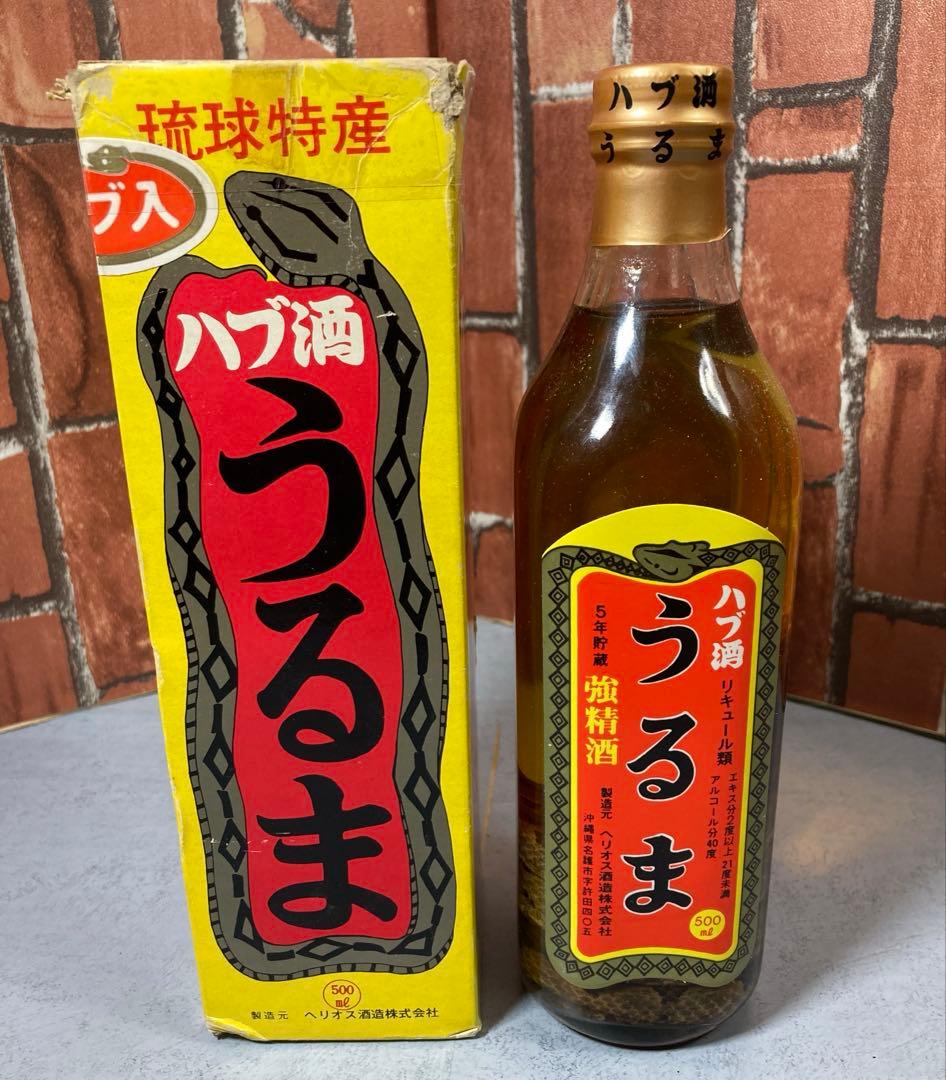 琉球特産
ブ入
ハブ酒
うるま
500
ml
製造元 ヘリオス酒造株式会社
ハブ酒
うるま
ハブ酒
リキュール類
エキス分2度以上 21度未満
アルコール分40度
うるま
5年貯蔵
強精酒
製造元 ヘリオス酒造株式会社
沖縄県名護市字許田四〇五
500
ml